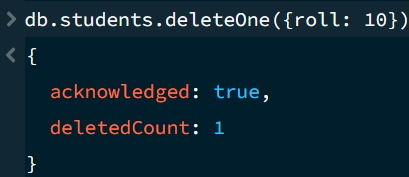 > db.students.deleteOne({roll: 10})
< {
acknowledged: true,
deletedCount: 1
}